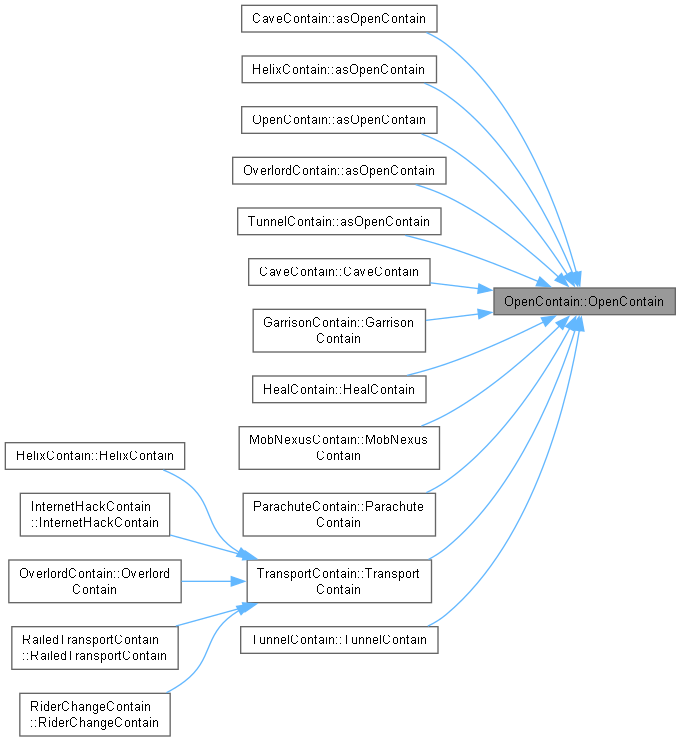 CaveContain::asOpenContain
HelixContain::asOpenContain
OpenContain::asOpenContain
OverlordContain::asOpenContain
TunnelContain::asOpenContain
CaveContain::CaveContain
OpenContain::OpenContain
GarrisonContain::Garrison
Contain
HealContain::HealContain
MobNexusContain::MobNexus
Contain
HelixContain::HelixContain
InternetHackContain
::InternetHackContain
ParachuteContain::Parachute
Contain
OverlordContain::Overlord
Contain
TransportContain::Transport
Contain
RailedTransportContain
::RailedTransportContain
TunnelContain::TunnelContain
RiderChangeContain
::RiderChangeContain